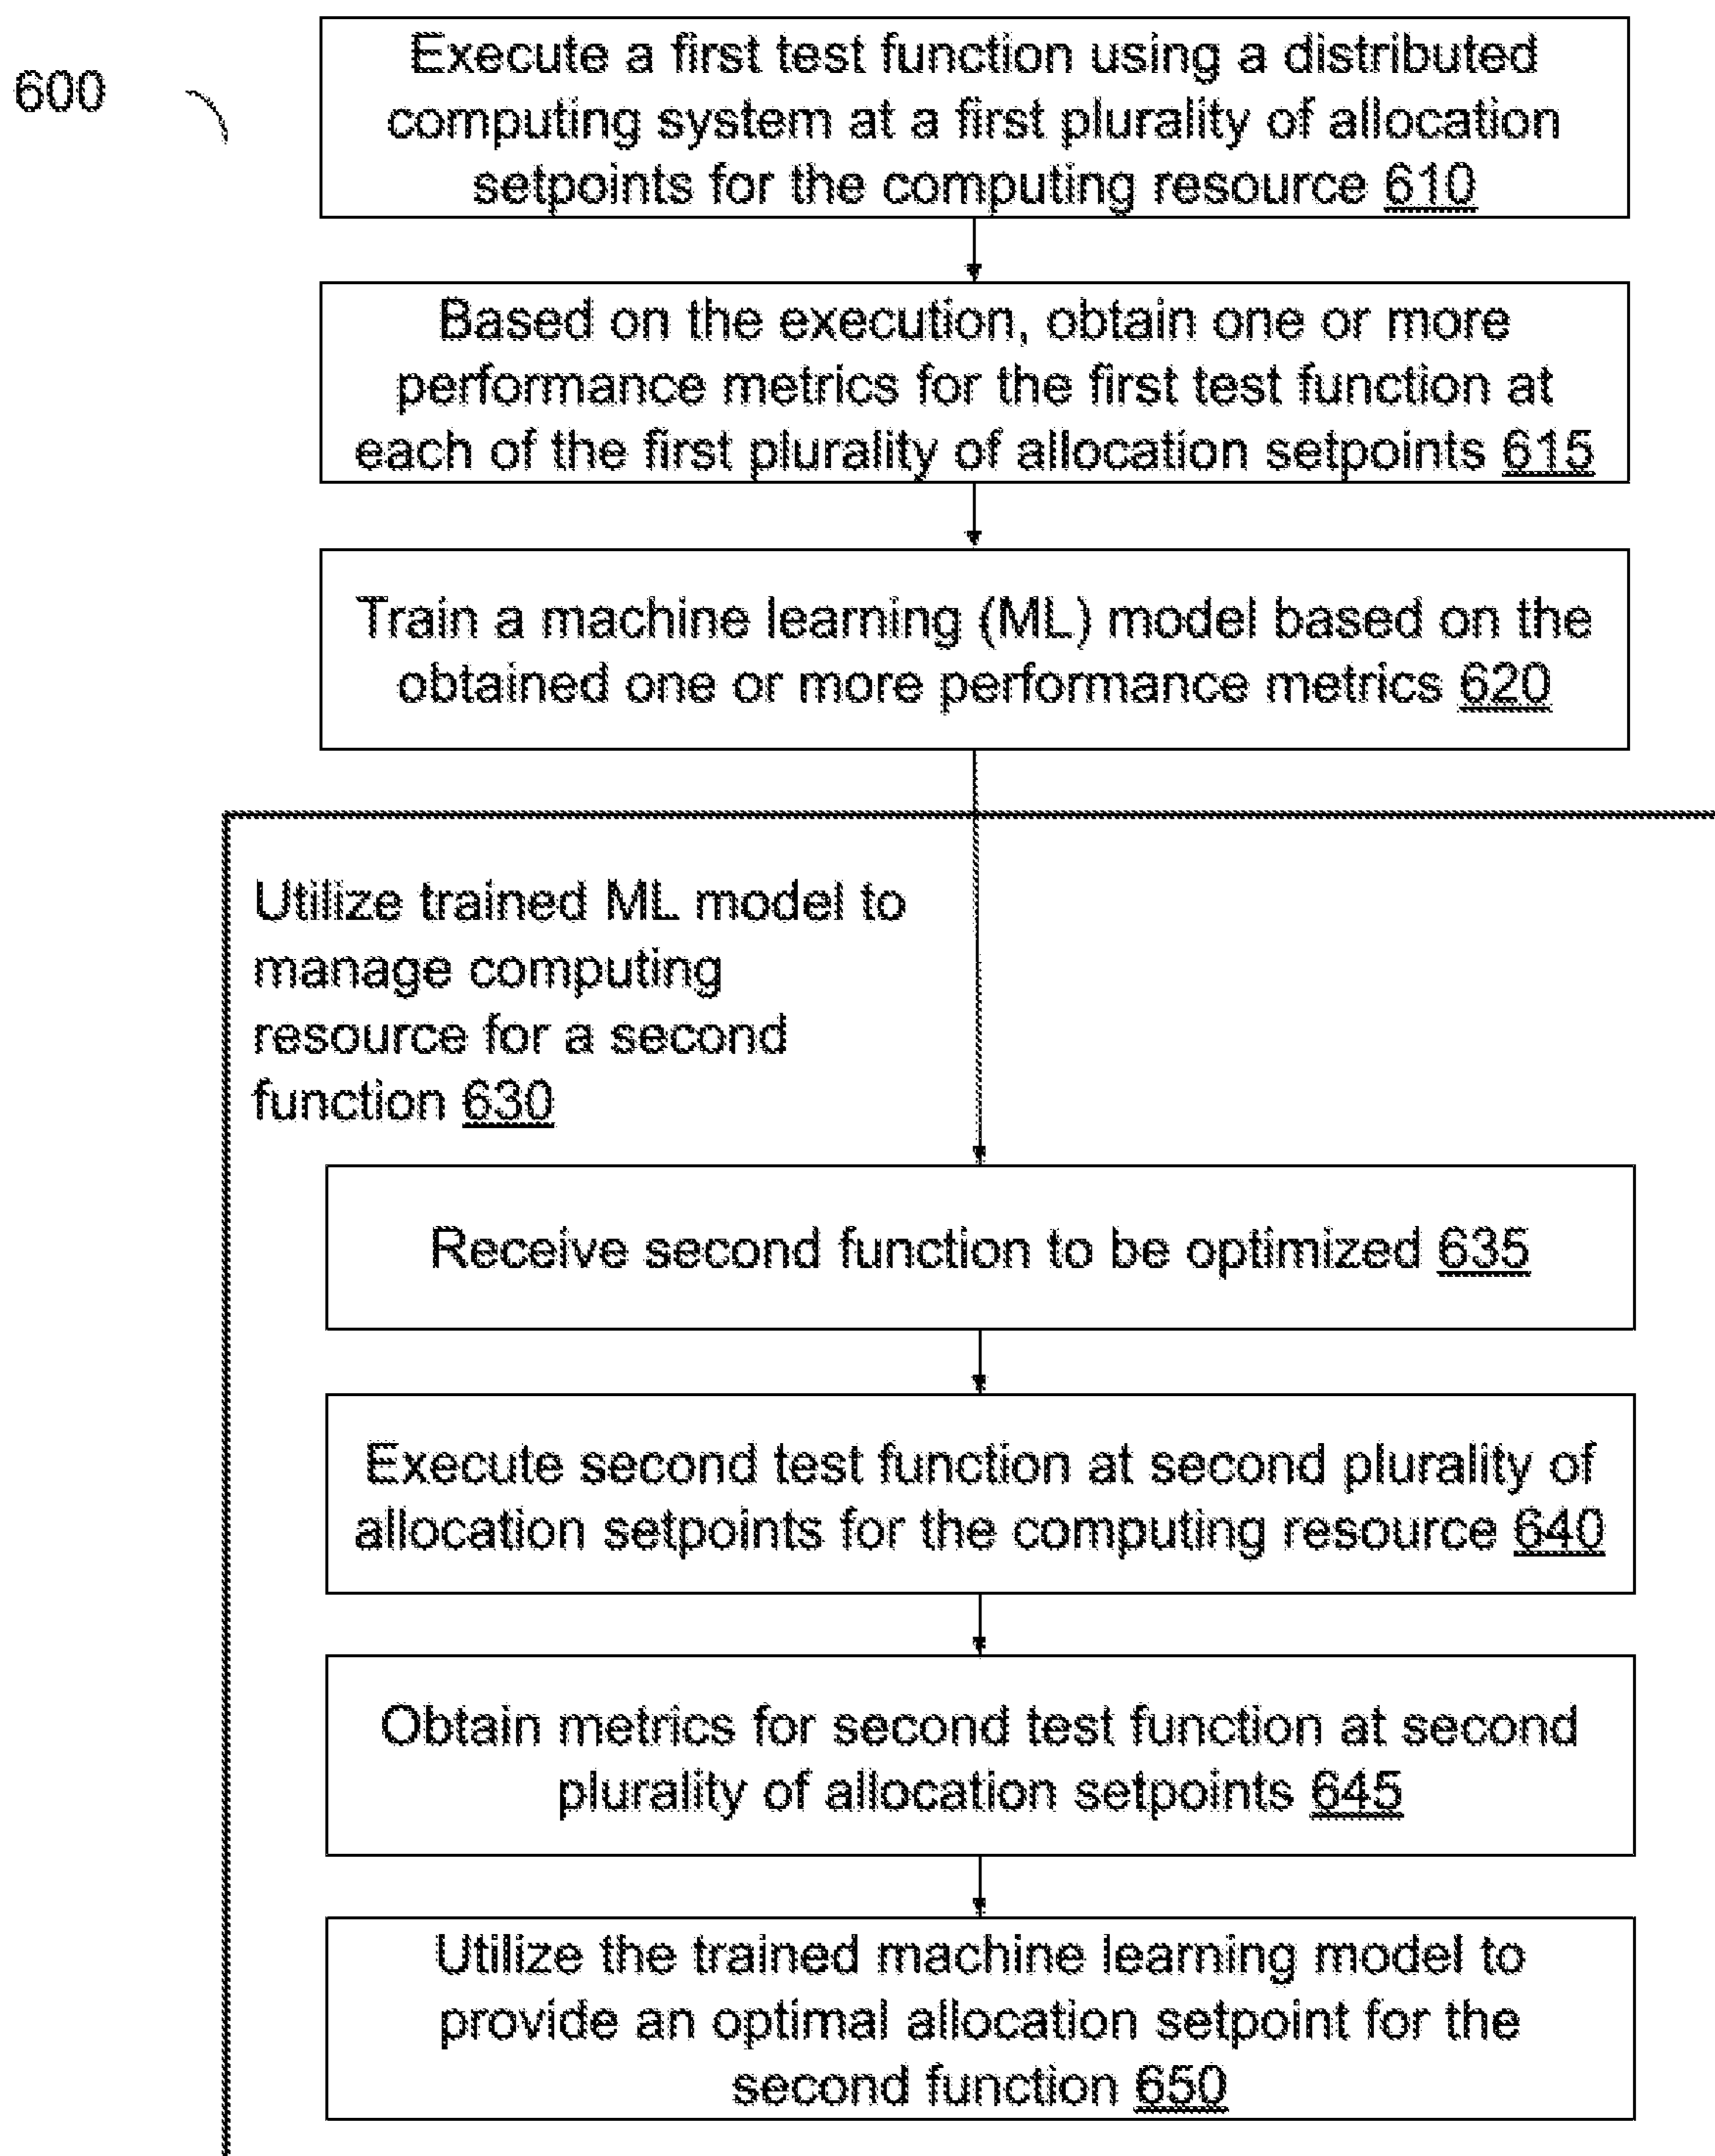 600
Execute a first test function using a distributed
computing system at a first plurality of allocation
setpoints for the computing resource 610
Based on the execution, obtain one or more
performance metrics for the first test function at
each of the first plurality of allocation setpoints 615
Train a machine learning (ML) model based on the
obtained one or more performance metrics 620
Utilize trained ML model to
manage computing
resource for a second
function 630
Receive second function to be optimized 635
Execute second test function at second plurality of
allocation setpoints for the computing resource 640
Obtain metrics for second test function at second
plurality of allocation setpoints 645
Utilize the trained machine learning model to
provide an optimal allocation setpoint for the
second function 650